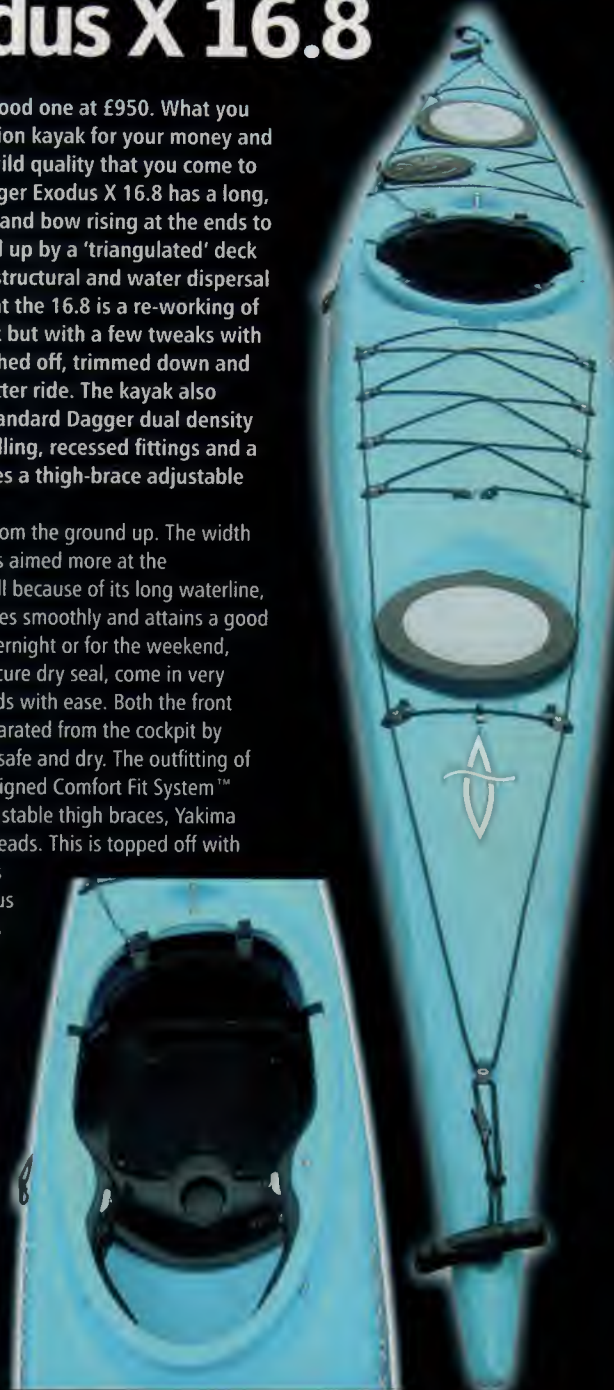 dus X 16.8
ood one at £950. What you
ion kayak for your money and
ild quality that you come to
ger Exodus X 16.8 has a long,
and bow rising at the ends to
d up by a ‘triangulated’ deck
structural and water dispersal
at the 16.8 is a re-working of
but with a few tweaks with
hed off, trimmed down and
tter ride. The kayak also
andard Dagger dual density
lling, recessed fittings and a
es a thigh-brace adjustable
om the ground up. The width
s aimed more at the
ll because of its long waterline,
es smoothly and attains a good
ernight or for the weekend,
cure dry seal, come in very
ds with ease. Both the front
parated from the cockpit by
safe and dry. The outfitting of
igned Comfort Fit System™
stable thigh braces, Yakima
eads. This is topped off with
s
us